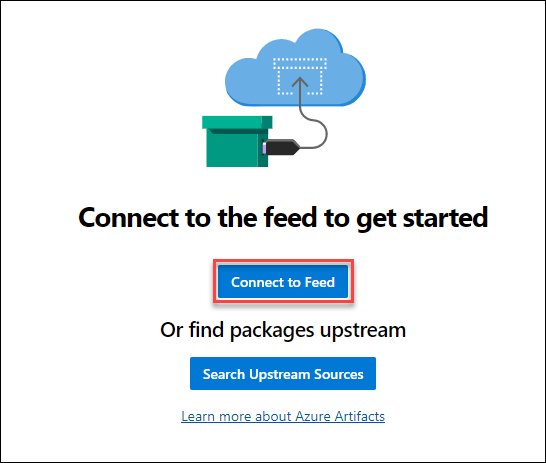 Connect to the feed to get started
Connect to Feed
Or find packages upstream
Search Upstream Sources
Learn more about Azure Artifacts